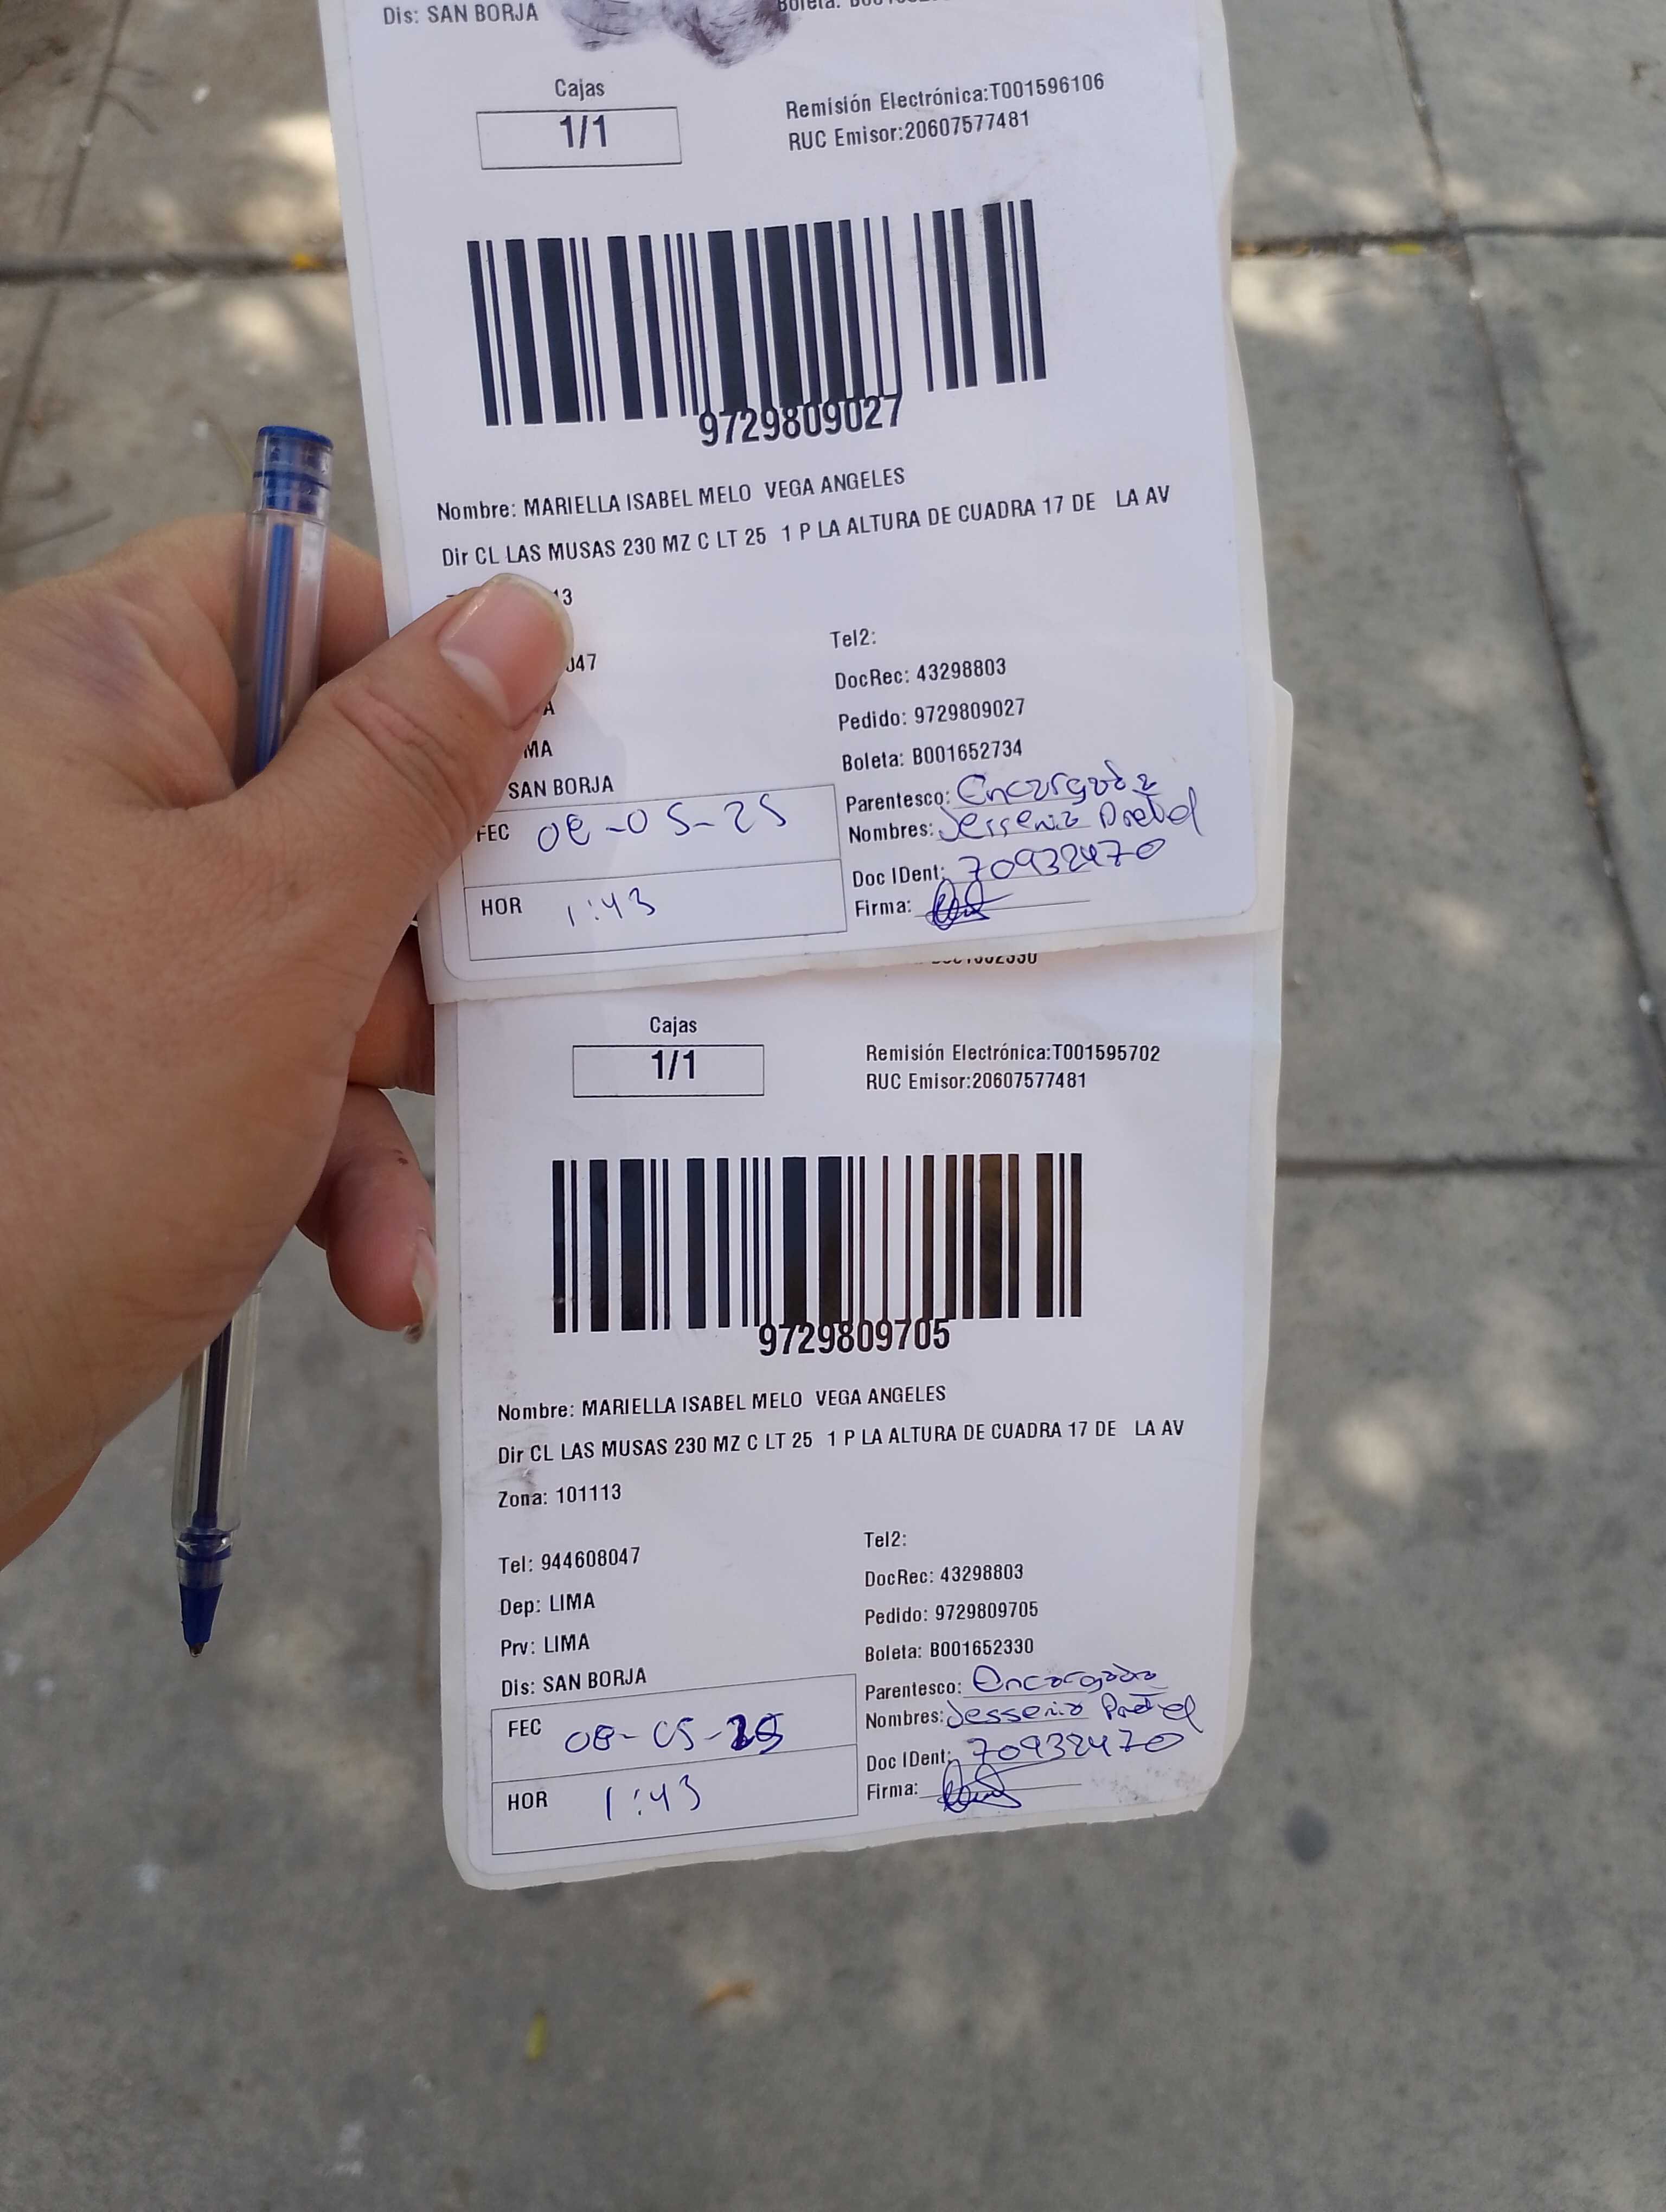 Dis: SAN BORJA
Cajas
1/1
Remisión Electrónica:T001596106
RUC Emisor:20607577481
9729809027
Nombre: MARIELLA ISABEL MELO VEGA ANGELES
Dir CL LAS MUSAS 230 MZ C LT 25 1 P LA ALTURA DE CUADRA 17 DE LA AV
13
047
A
MA
SAN BORJA
Tel2:
DocRec: 43298803
Pedido: 9729809027
Boleta: B001652734
Parentesco: Encargada
Nombres: Jessenia
Doc IDent: 70932470
Firma:
FEC 08-05-25
HOR 1:43
Cajas
1/1
Remisión Electrónica:T001595702
RUC Emisor:20607577481
9729809705
Nombre: MARIELLA ISABEL MELO VEGA ANGELES
Dir CL LAS MUSAS 230 MZ C LT 25 1 P LA ALTURA DE CUADRA 17 DE LA AV
Zona: 101113
Tel: 944608047
Dep: LIMA
Prv: LIMA
Dis: SAN BORJA
Tel2:
DocRec: 43298803
Pedido: 9729809705
Boleta: B001652330
Parentesco: Encargada
Nombres: Jessenia
Doc IDent: 70932470
Firma:
FEC 08-05-25
HOR 1:43